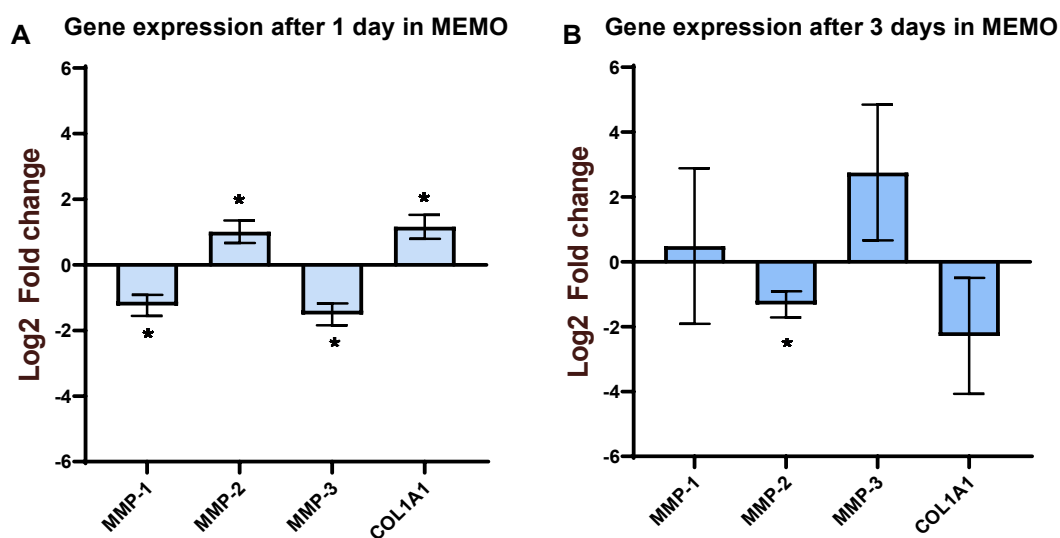 A Gene expression after 1 day in MEMO
Log2 Fold change
6
4
2
0
-2
-4
-6
*
*
*
*
MMP-1
MMP-2
MMP-3
COL1A1
B Gene expression after 3 days in MEMO
Log2 Fold change
6
4
2
0
-2
-4
-6
*
MMP-1
MMP-2
MMP-3
COL1A1